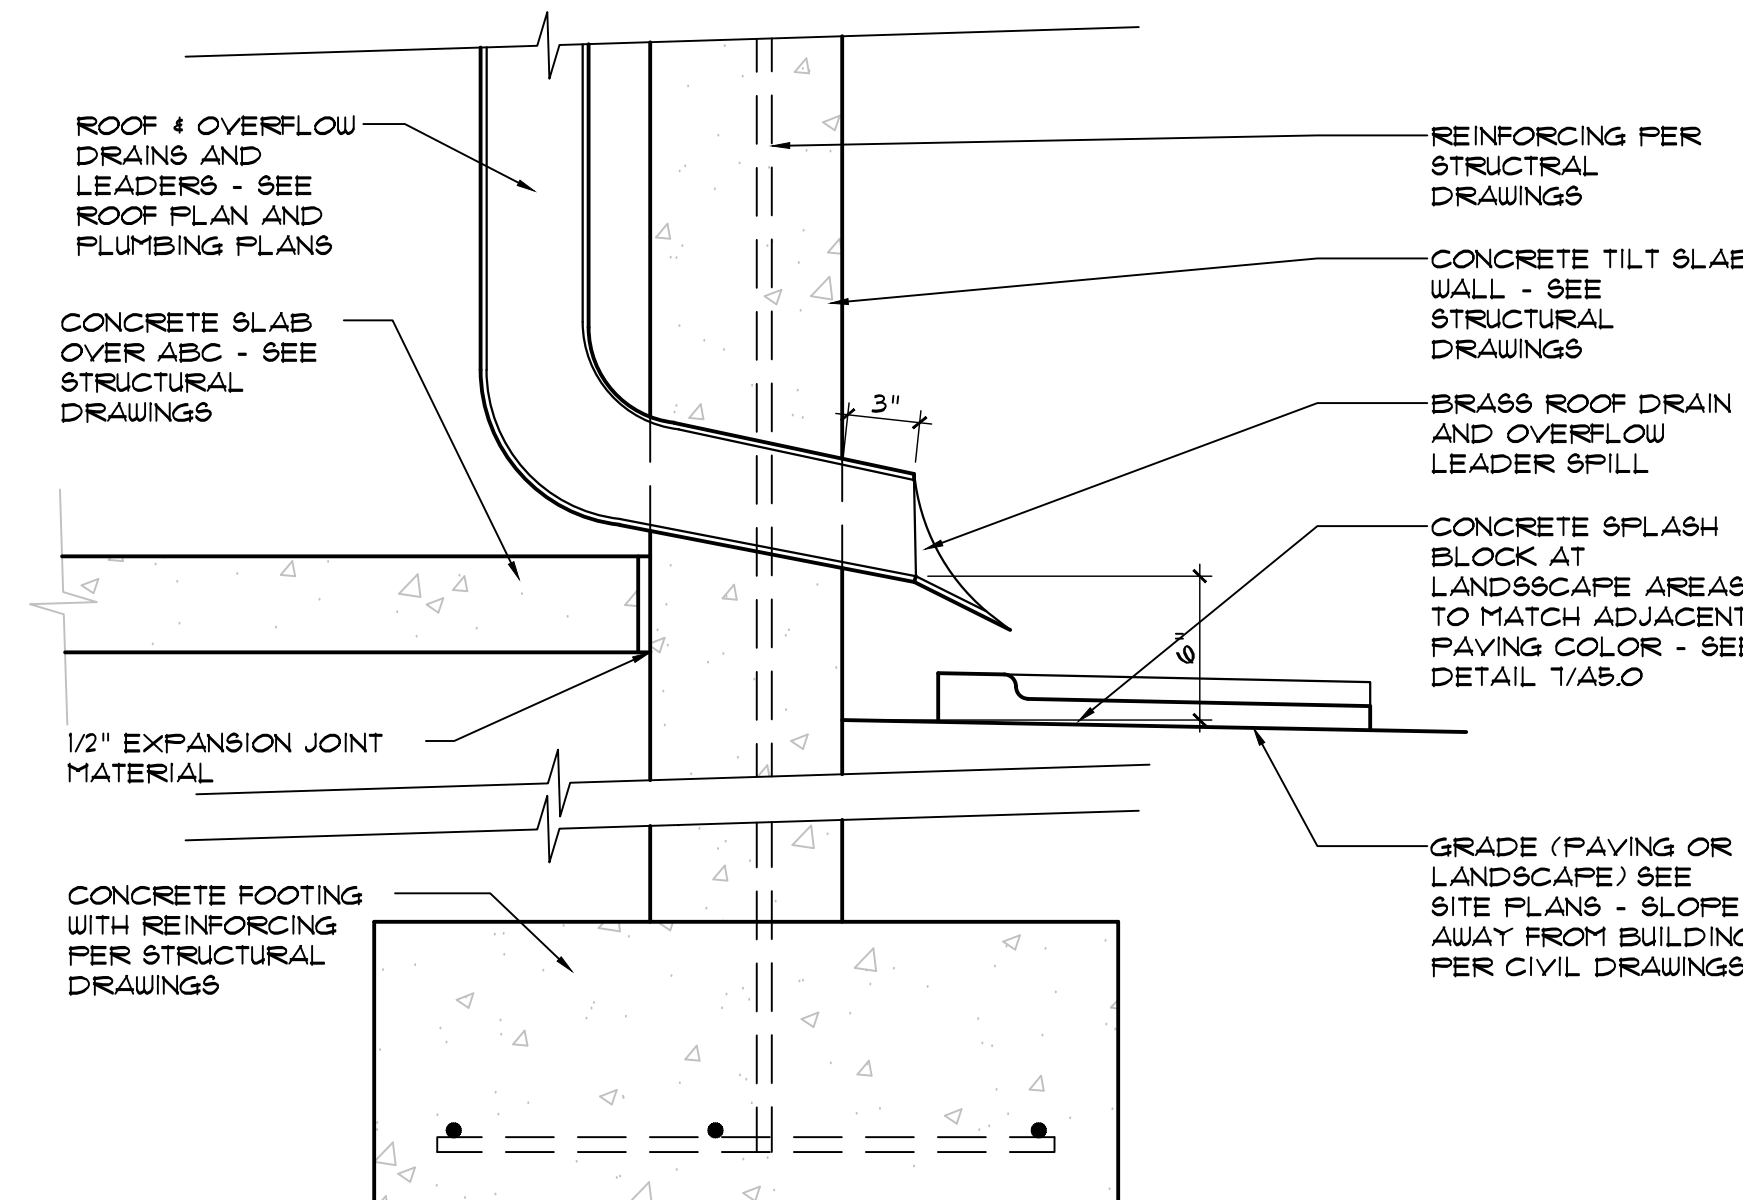 ROOF & OVERFLOW
DRAINS AND
LEADERS - SEE
ROOF PLAN AND
PLUMBING PLANS
CONCRETE SLAB
OVER ABC - SEE
STRUCTURAL
DRAWINGS
1/2" EXPANSION JOINT
MATERIAL
CONCRETE FOOTING
WITH REINFORCING
PER STRUCTURAL
DRAWINGS
3"
6"
REINFORCING PER
STRUCTRAL
DRAWINGS
CONCRETE TILT SLAB
WALL - SEE
STRUCTURAL
DRAWINGS
BRASS ROOF DRAIN
AND OVERFLOW
LEADER SPILL
CONCRETE SPLASH
BLOCK AT
LANDSSCAPE AREAS
TO MATCH ADJACENT
PAVING COLOR - SEE
DETAIL 7/A5.0
GRADE (PAVING OR
LANDSCAPE) SEE
SITE PLANS - SLOPE
AWAY FROM BUILDING
PER CIVIL DRAWINGS